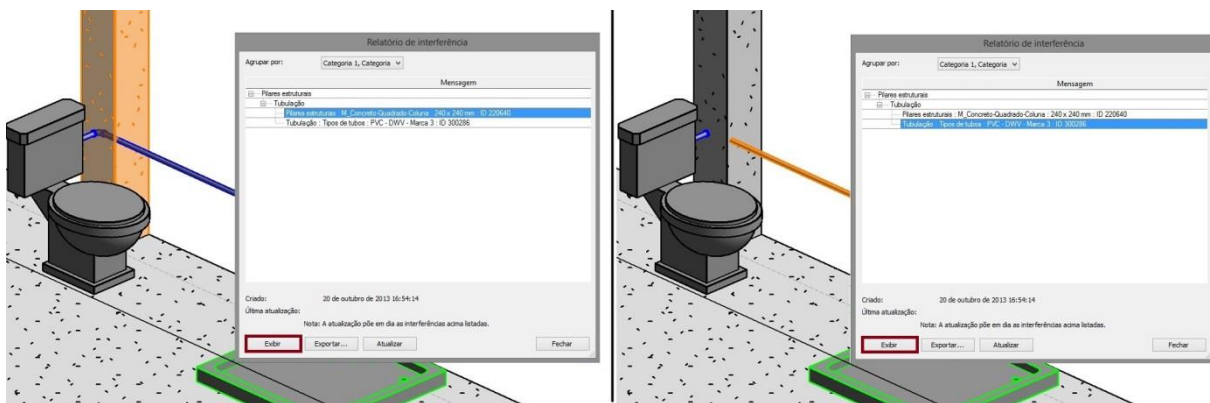 Relatório de interferência
Agrupar por: Categoria 1, Categoria
Mensagem
Pilares estruturais
Tubulação
Pilares estruturais : M_Concreto-Quadrado-Coluna : 240 x 240 mm : ID 220640
Tubulação : Tipos de tubos : PVC - DWV - Marca 3 : ID 300286
Criado: 20 de outubro de 2013 16:54:14
Última atualização:
Nota: A atualização põe em dia as interferências acima listadas.
Exibir Exportar... Atualizar Fechar
Relatório de interferência
Agrupar por: Categoria 1, Categoria
Mensagem
Pilares estruturais
Tubulação
Pilares estruturais : M_Concreto-Quadrado-Coluna : 240 x 240 mm : ID 220640
Tubulação : Tipos de tubos : PVC - DWV - Marca 3 : ID 300286
Criado: 20 de outubro de 2013 16:54:14
Última atualização:
Nota: A atualização põe em dia as interferências acima listadas.
Exibir Exportar... Atualizar Fechar